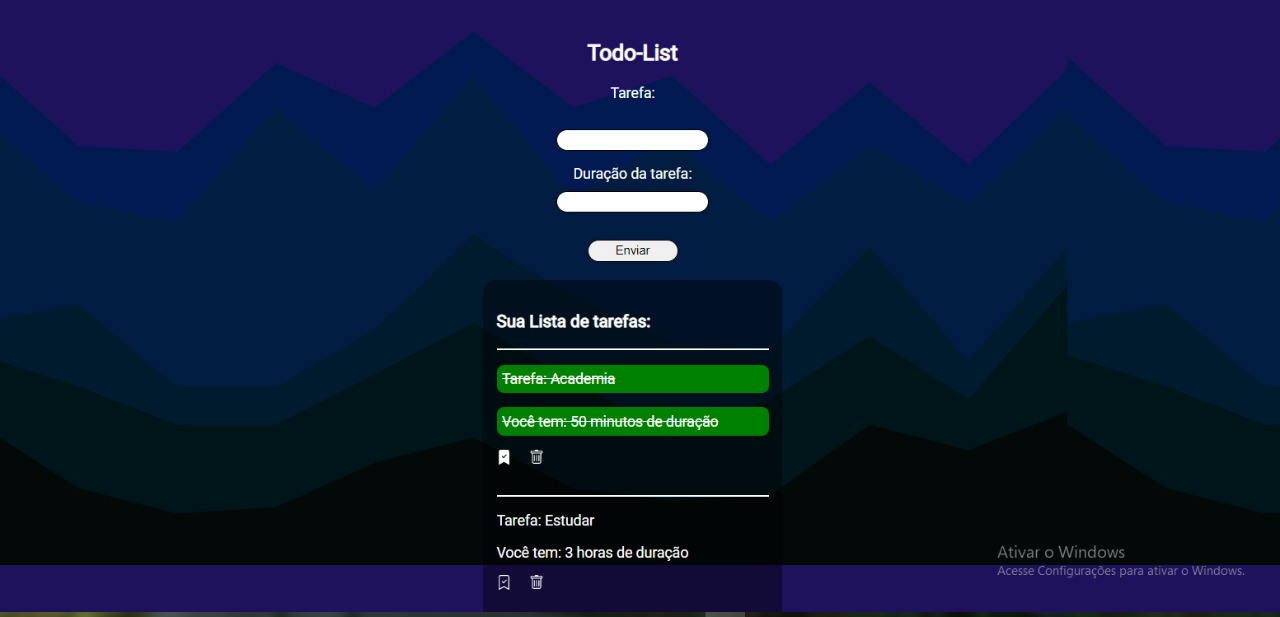 Todo-List
Tarefa:
Duração da tarefa:
Enviar
Sua Lista de tarefas:
Tarefa: Academia
Você tem: 50 minutos de duração
Tarefa: Estudar
Você tem: 3 horas de duração
Ativar o Windows
Acesse Configurações para ativar o Windows.